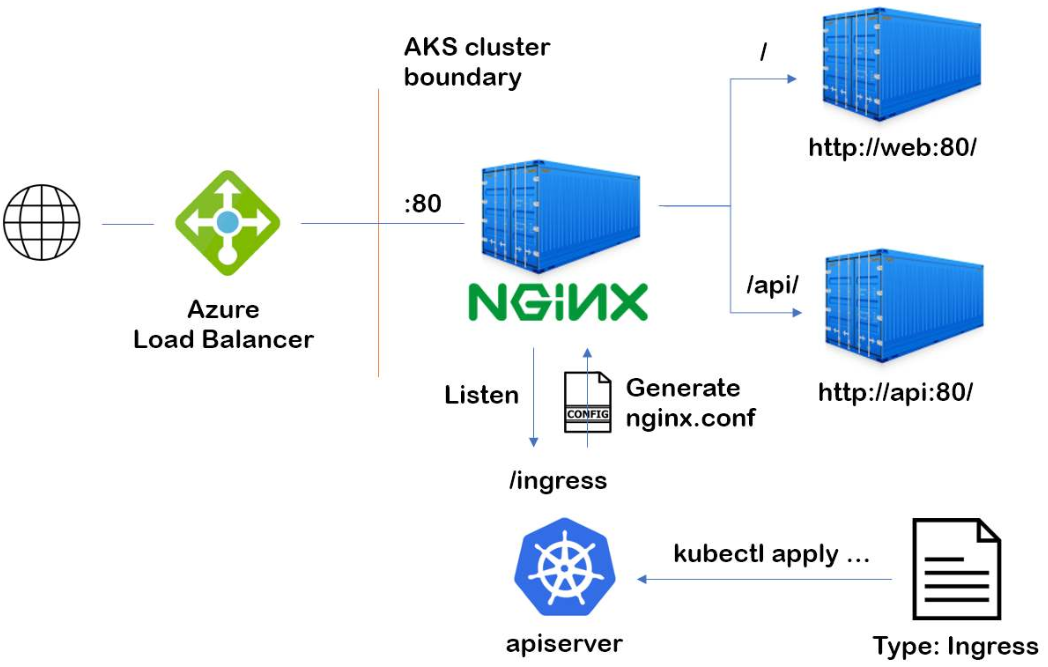 AKS cluster
boundary
/
http://web:80/
:80
Azure
Load Balancer
NGiNX
/api/
http://api:80/
Listen
CONFIG
Generate
nginx.conf
/ingress
kubectl apply ...
apiserver
Type: Ingress